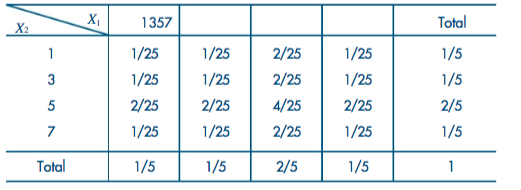 X₂ X₁ 1357 Total
1 1/25 1/25 2/25 1/25 1/5
3 1/25 1/25 2/25 1/25 1/5
5 2/25 2/25 4/25 2/25 2/5
7 1/25 1/25 2/25 1/25 1/5
Total 1/5 1/5 2/5 1/5 1